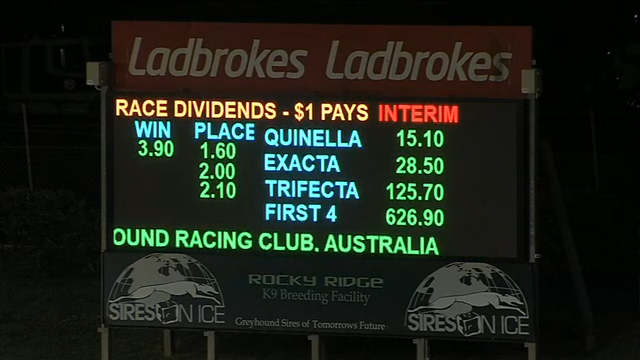 Ladbrokes Ladbrokes
RACE DIVIDENDS - $1 PAYS INTERIM
WIN PLACE QUINELLA 15.10
3.90 1.60 EXACTA 28.50
2.00 TRIFECTA 125.70
2.10 FIRST 4 626.90
OUND RACING CLUB. AUSTRALIA
ROCKY RIDGE
K9 Breeding Facility
SIRES ON ICE SIRES ON ICE
Greyhound Sires of Tomorrows Future